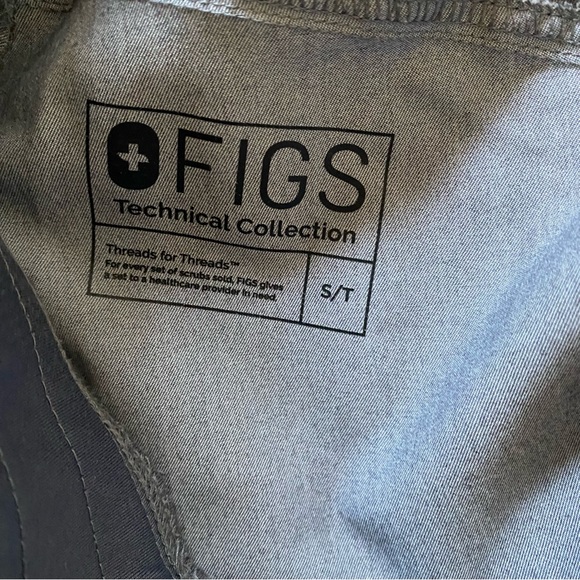 FIGS
Technical Collection
Threads for Threads™
For every set of scrubs sold, FIGS gives
a set to a healthcare provider in need.
S/T